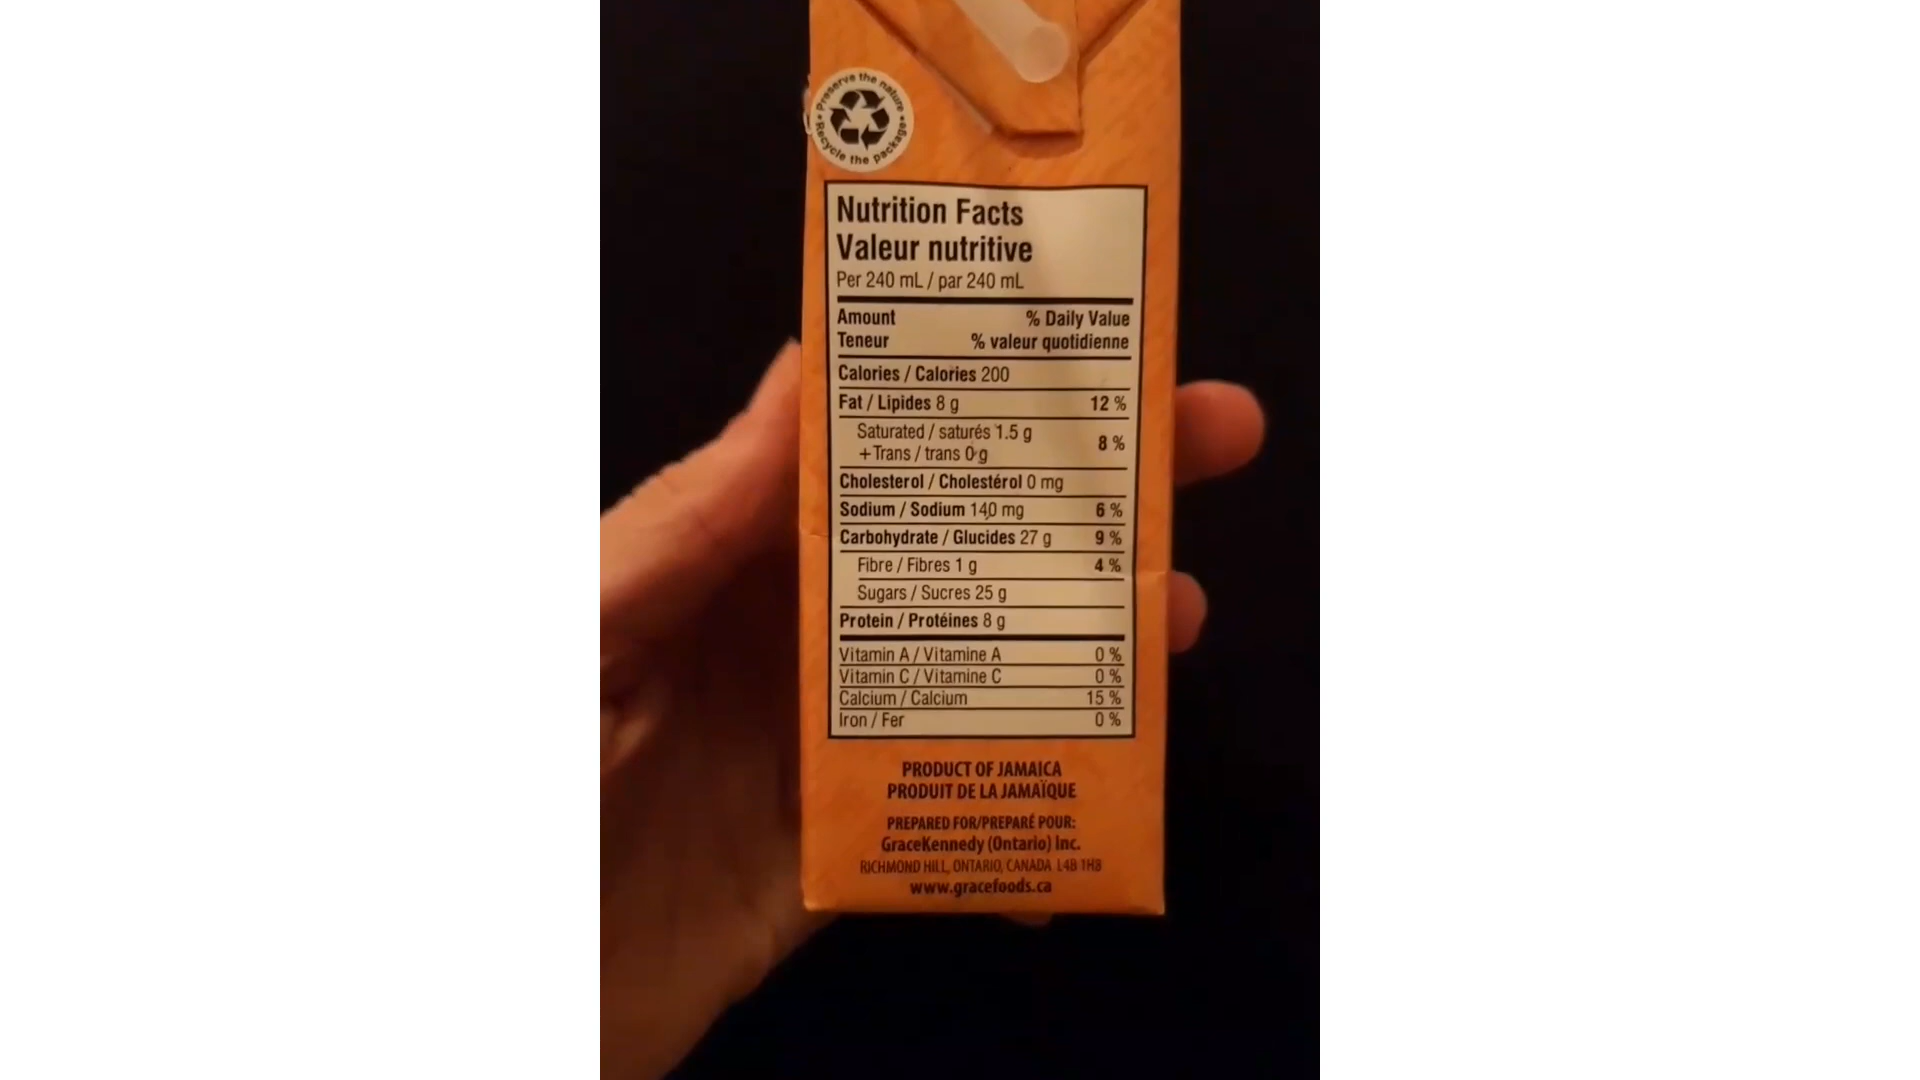 Preserve the nature
Recycle the package
Nutrition Facts
Valeur nutritive
Per 240 mL / par 240 mL
Amount % Daily Value
Teneur % valeur quotidienne
Calories / Calories 200
Fat / Lipides 8 g 12 %
Saturated / saturés 1.5 g
+ Trans / trans 0 g 8 %
Cholesterol / Cholestérol 0 mg
Sodium / Sodium 140 mg 6 %
Carbohydrate / Glucides 27 g 9 %
Fibre / Fibres 1 g 4 %
Sugars / Sucres 25 g
Protein / Protéines 8 g
Vitamin A / Vitamine A 0 %
Vitamin C / Vitamine C 0 %
Calcium / Calcium 15 %
Iron / Fer 0 %
PRODUCT OF JAMAICA
PRODUIT DE LA JAMAÏQUE
PREPARED FOR/PREPARÉ POUR:
GraceKennedy (Ontario) Inc.
RICHMOND HILL, ONTARIO, CANADA L4B 1H8
www.gracefoods.ca